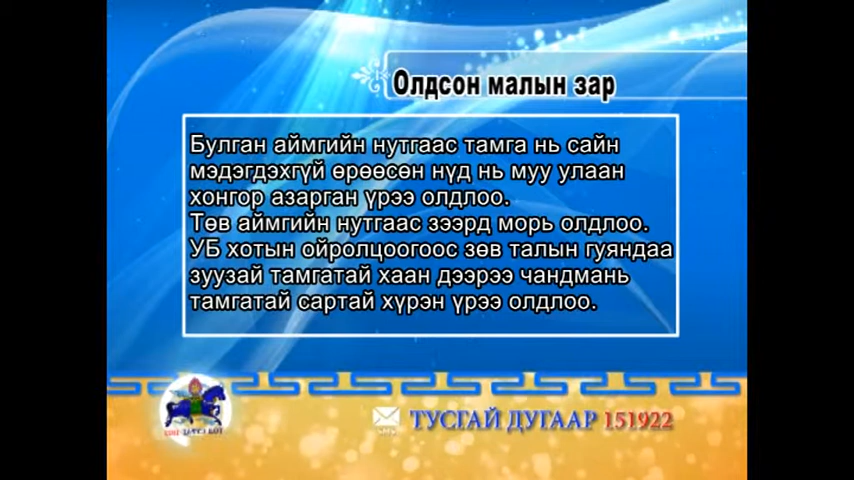 Олдсон малын зар
Булган аймгийн нутгаас тамга нь сайн
мэдэгдэхгүй өрөөсөн нүд нь муу улаан
хонгор азарган үрээ олдлоо.
Төв аймгийн нутгаас зээрд морь олдлоо.
УБ хотын ойролцоогоос зөв талын гуяндаа
зуузай тамгатай хаан дээрээ чандмань
тамгатай сартай хүрэн үрээ олдлоо.
ТУСГАЙ ДУГААР 151922